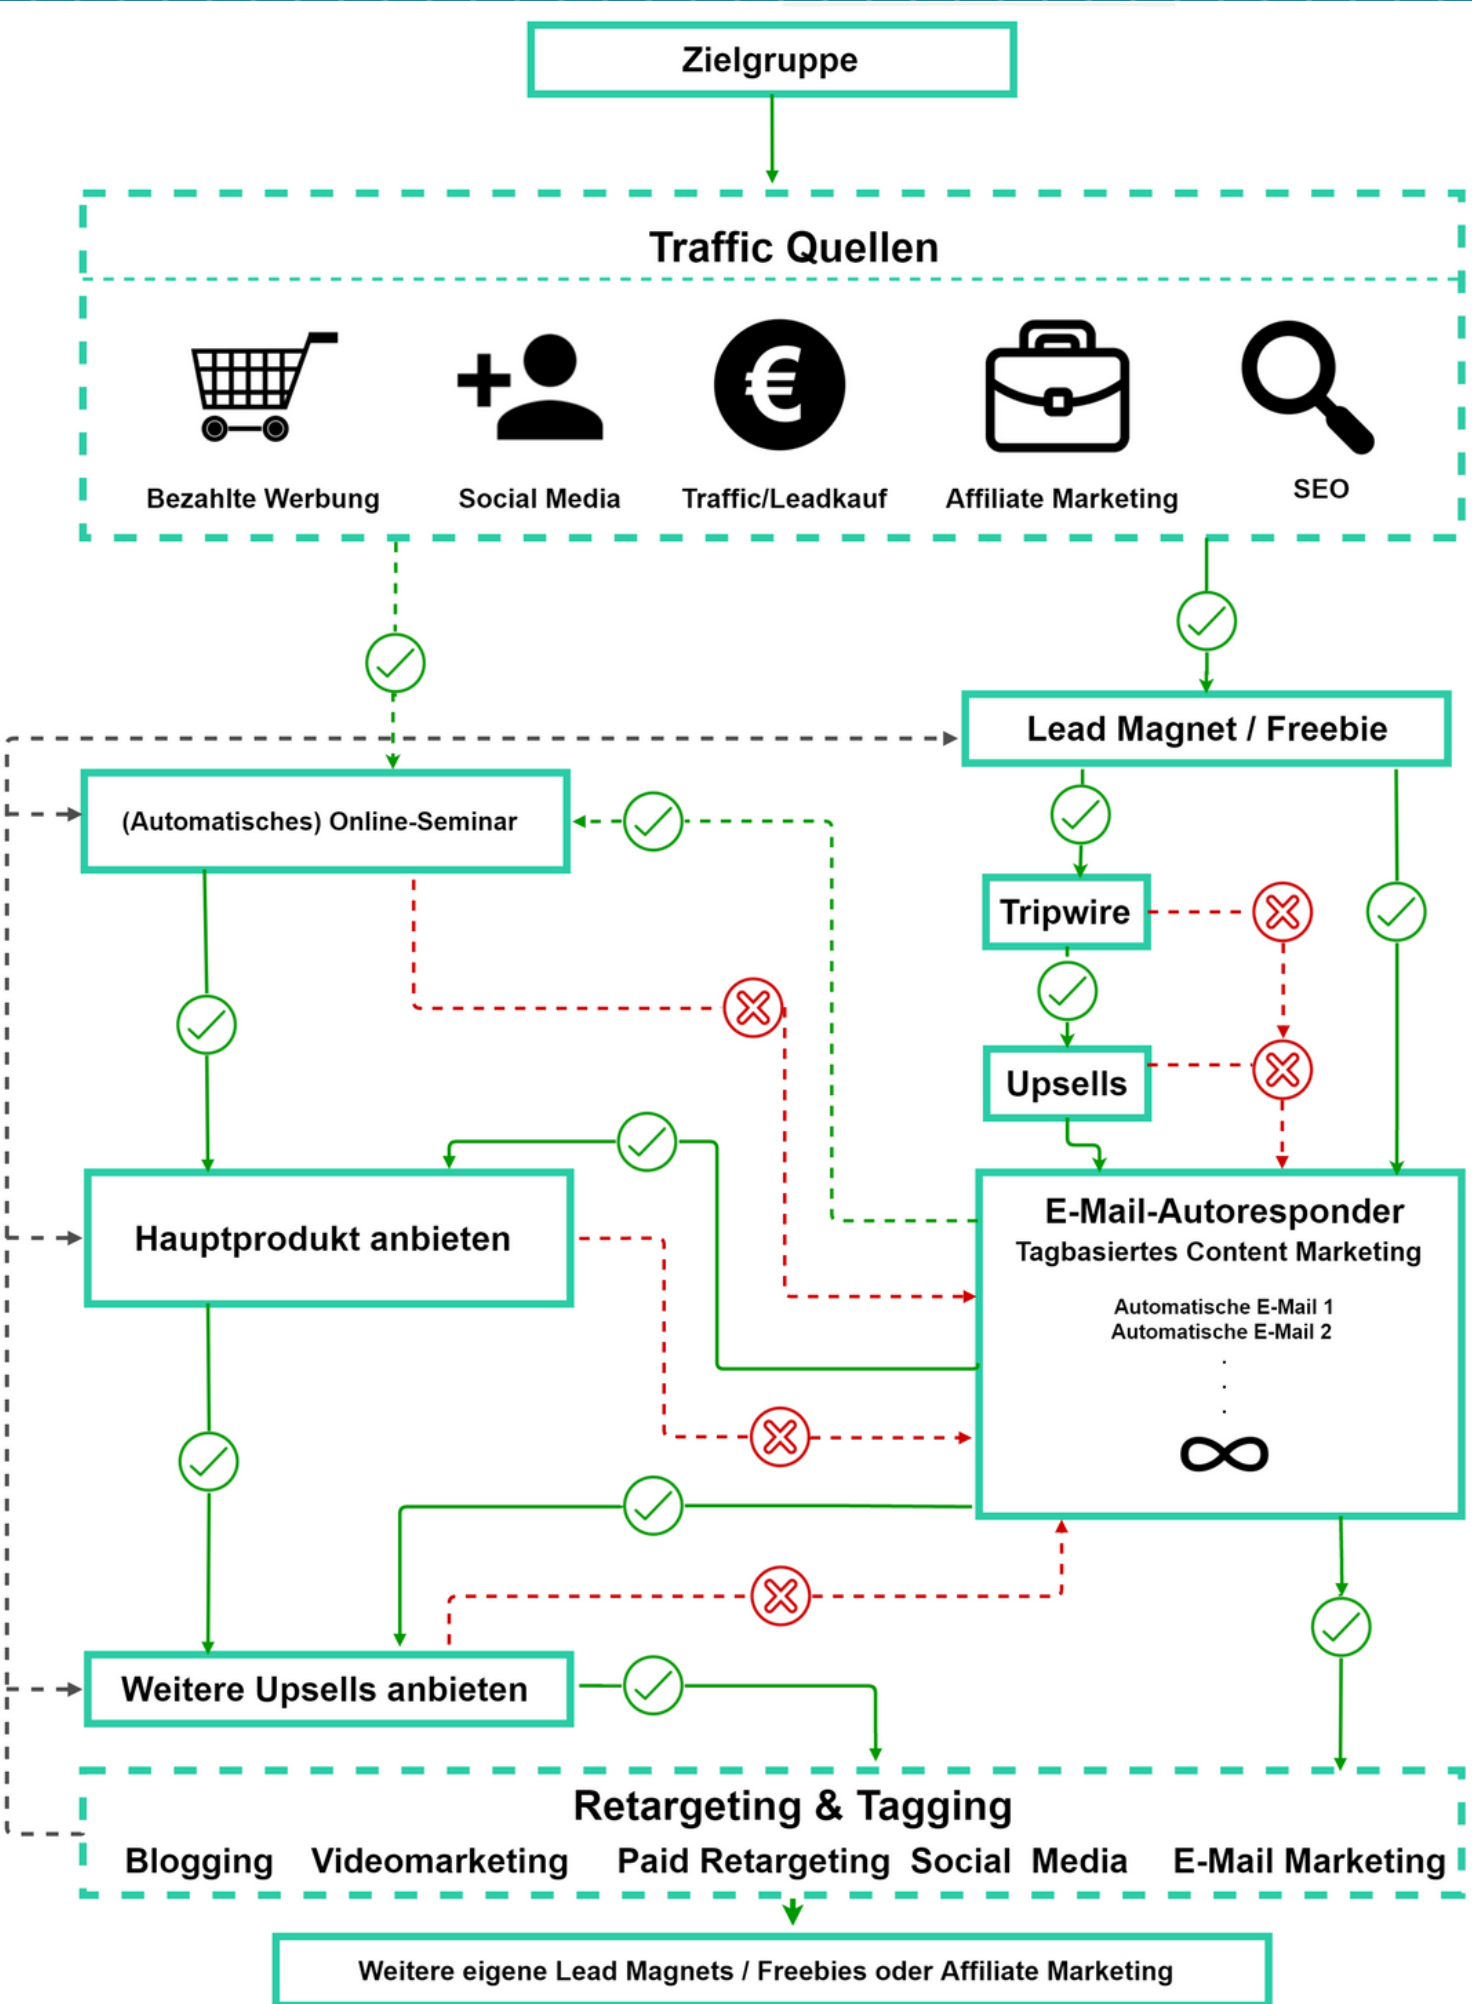 Zielgruppe
Traffic Quellen
€
Bezahlte Werbung
Social Media
Traffic/Leadkauf
Affiliate Marketing
SEO
Lead Magnet / Freebie
(Automatisches) Online-Seminar
Tripwire
Upsells
Hauptprodukt anbieten
E-Mail-Autoresponder
Tagbasiertes Content Marketing
Automatische E-Mail 1
Automatische E-Mail 2
.
.
.
∞
Weitere Upsells anbieten
Retargeting & Tagging
Blogging Videomarketing Paid Retargeting Social Media E-Mail Marketing
Weitere eigene Lead Magnets / Freebies oder Affiliate Marketing